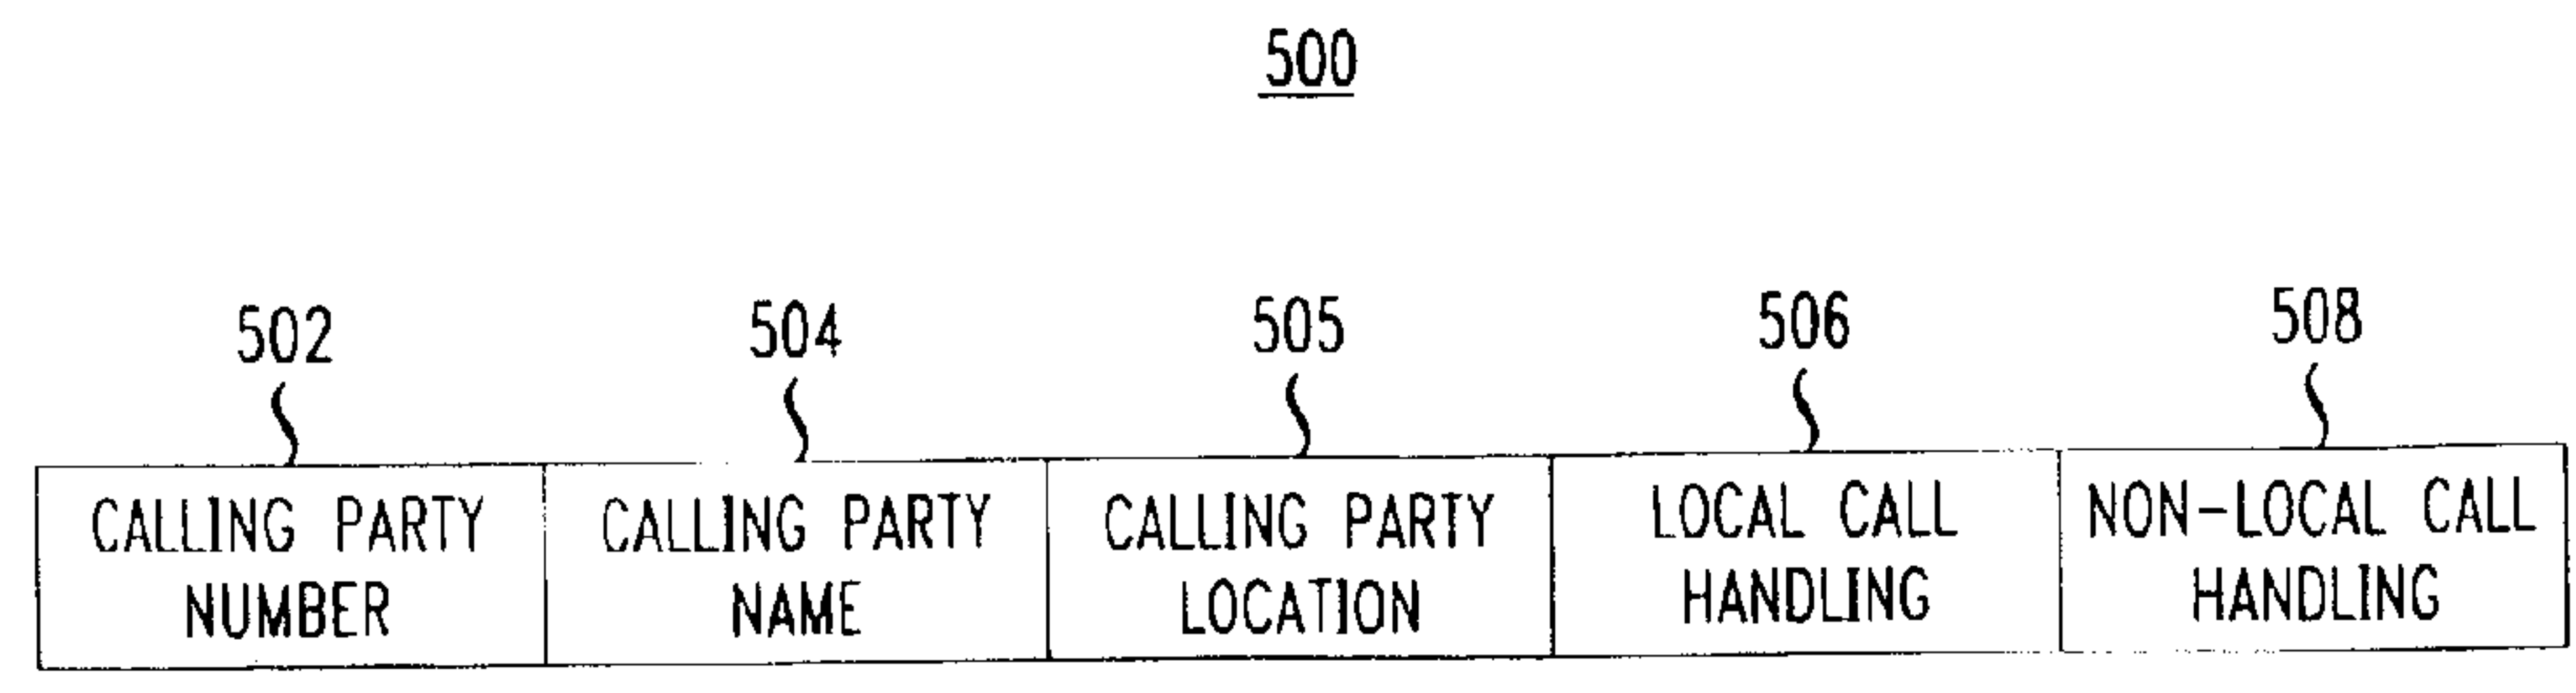 500
502 504 505 506 508
CALLING PARTY NUMBER
CALLING PARTY NAME
CALLING PARTY LOCATION
LOCAL CALL HANDLING
NON-LOCAL CALL HANDLING